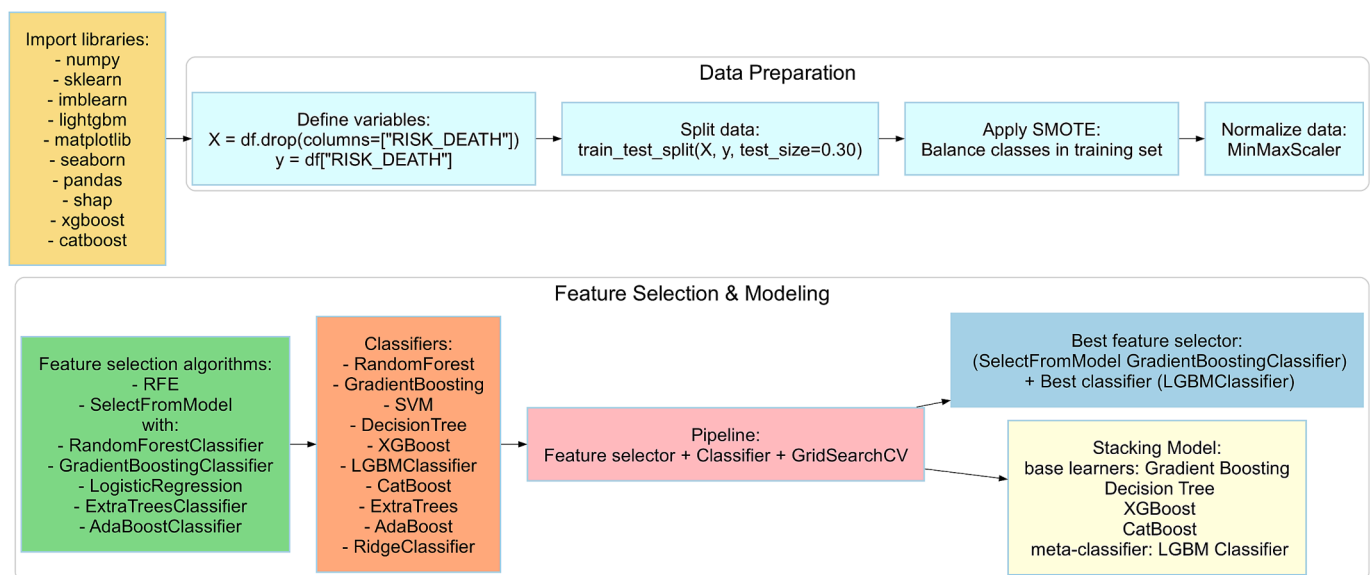 Import libraries:
- numpy
- sklearn
- imblearn
- lightgbm
- matplotlib
- seaborn
- pandas
- shap
- xgboost
- catboost
Data Preparation
Define variables:
X = df.drop(columns=["RISK_DEATH"])
y = df["RISK_DEATH"]
Split data:
train_test_split(X, y, test_size=0.30)
Apply SMOTE:
Balance classes in training set
Normalize data:
MinMaxScaler
Feature Selection & Modeling
Feature selection algorithms:
- RFE
- SelectFromModel
with:
- RandomForestClassifier
- GradientBoostingClassifier
- LogisticRegression
- ExtraTreesClassifier
- AdaBoostClassifier
Classifiers:
- RandomForest
- GradientBoosting
- SVM
- DecisionTree
- XGBoost
- LGBMClassifier
- CatBoost
- ExtraTrees
- AdaBoost
- RidgeClassifier
Pipeline:
Feature selector + Classifier + GridSearchCV
Best feature selector:
(SelectFromModel GradientBoostingClassifier)
+ Best classifier (LGBMClassifier)
Stacking Model:
base learners: Gradient Boosting
Decision Tree
XGBoost
CatBoost
meta-classifier: LGBM Classifier